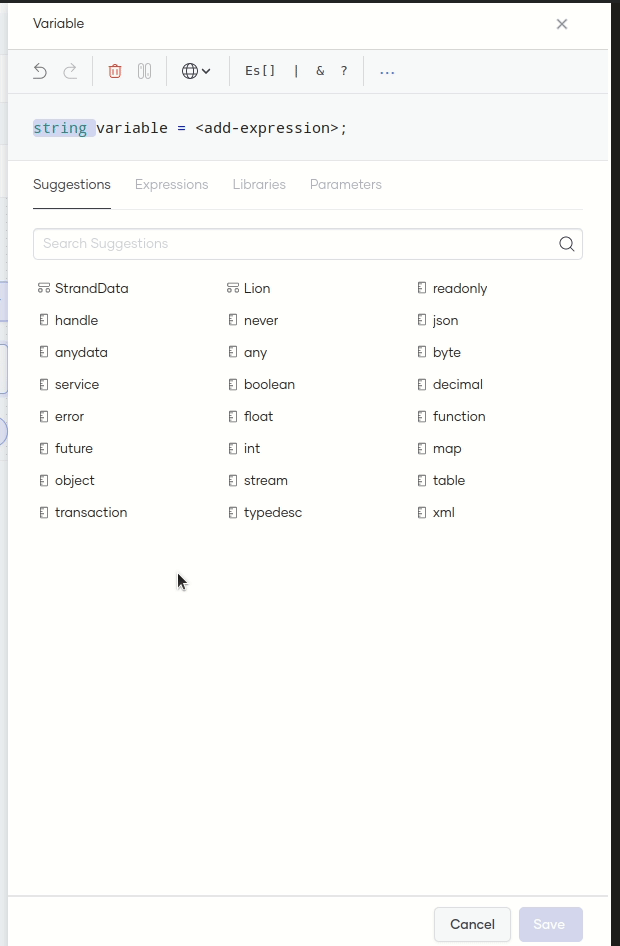 Variable
Es[] | & ? ...
string variable = <add-expression>;
Suggestions Expressions Libraries Parameters
Search Suggestions
StrandData Lion readonly
handle never json
anydata any byte
service boolean decimal
error float function
future int map
object stream table
transaction typedesc xml
Cancel Save